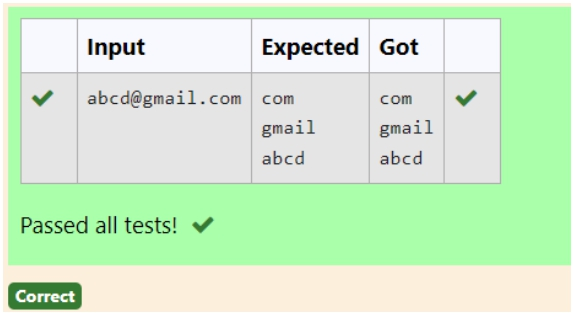 Input Expected Got
abcd@gmail.com com com
gmail gmail
abcd abcd
Passed all tests!
Correct